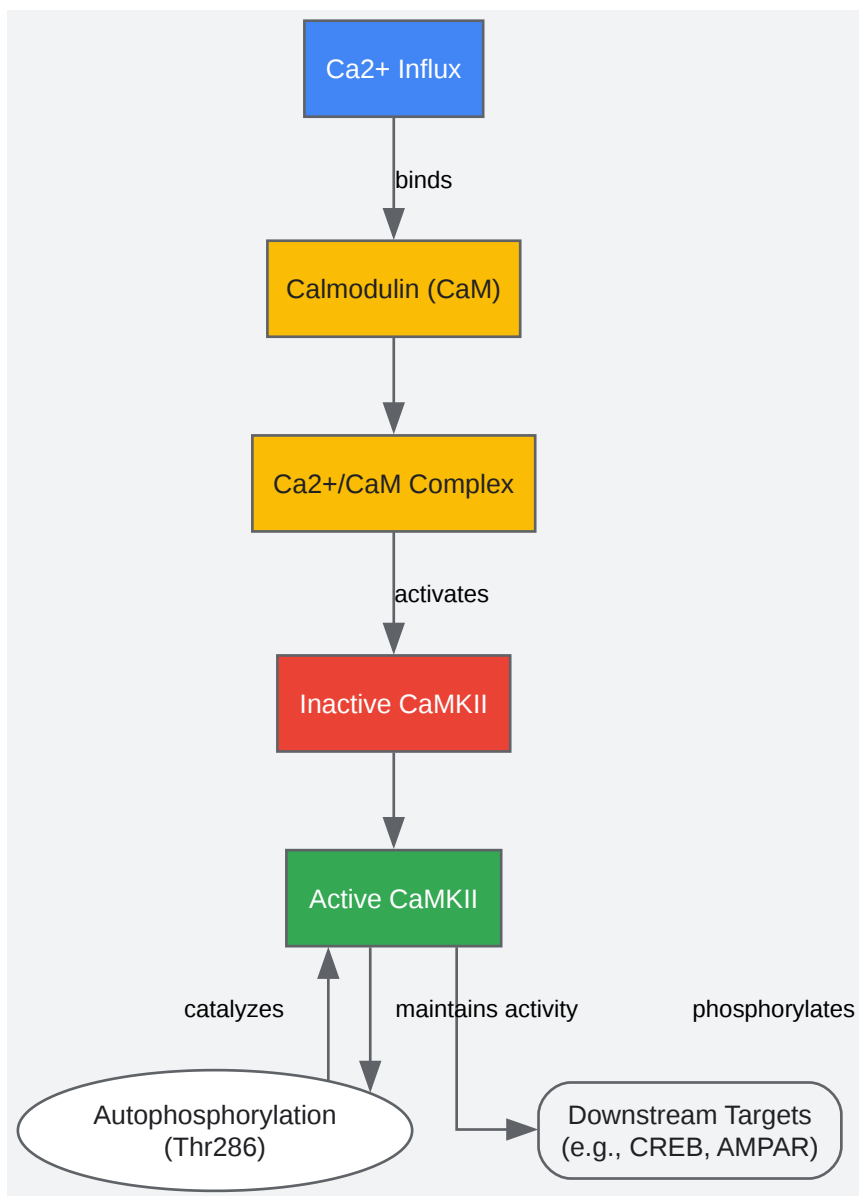 Ca2+ Influx
binds
Calmodulin (CaM)
Ca2+/CaM Complex
activates
Inactive CaMKII
Active CaMKII
catalyzes
maintains activity
phosphorylates
Autophosphorylation
(Thr286)
Downstream Targets
(e.g., CREB, AMPAR)